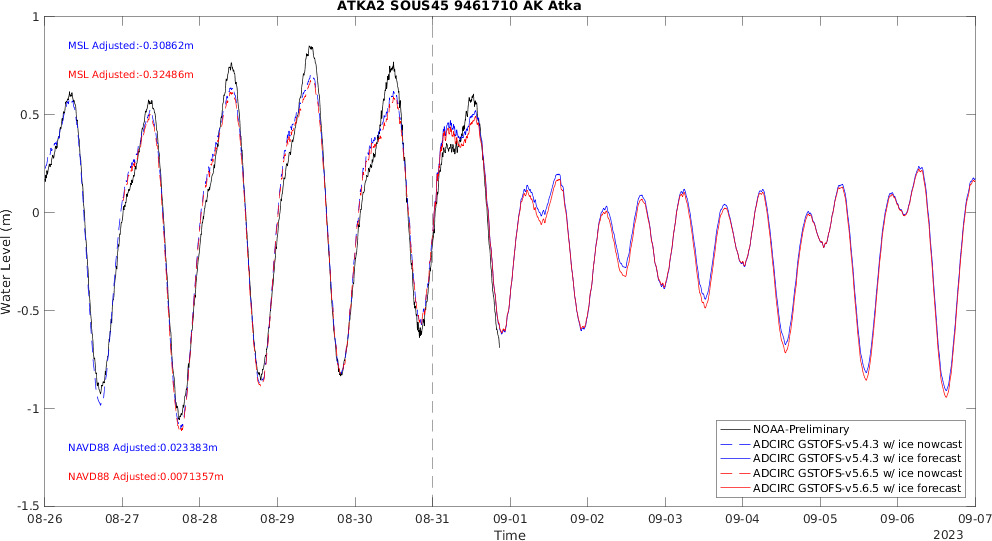 ATKA2 SOUS45 9461710 AK Atka
MSL Adjusted:-0.30862m
MSL Adjusted:-0.32486m
NAVD88 Adjusted:0.023383m
NAVD88 Adjusted:0.0071357m
Water Level (m)
1
0.5
0
-0.5
-1
-1.5
NOAA-Preliminary
ADCIRC GSTOFS-v5.4.3 w/ ice nowcast
ADCIRC GSTOFS-v5.4.3 w/ ice forecast
ADCIRC GSTOFS-v5.6.5 w/ ice nowcast
ADCIRC GSTOFS-v5.6.5 w/ ice forecast
08-26 08-27 08-28 08-29 08-30 08-31 09-01 09-02 09-03 09-04 09-05 09-06 09-07
Time
2023